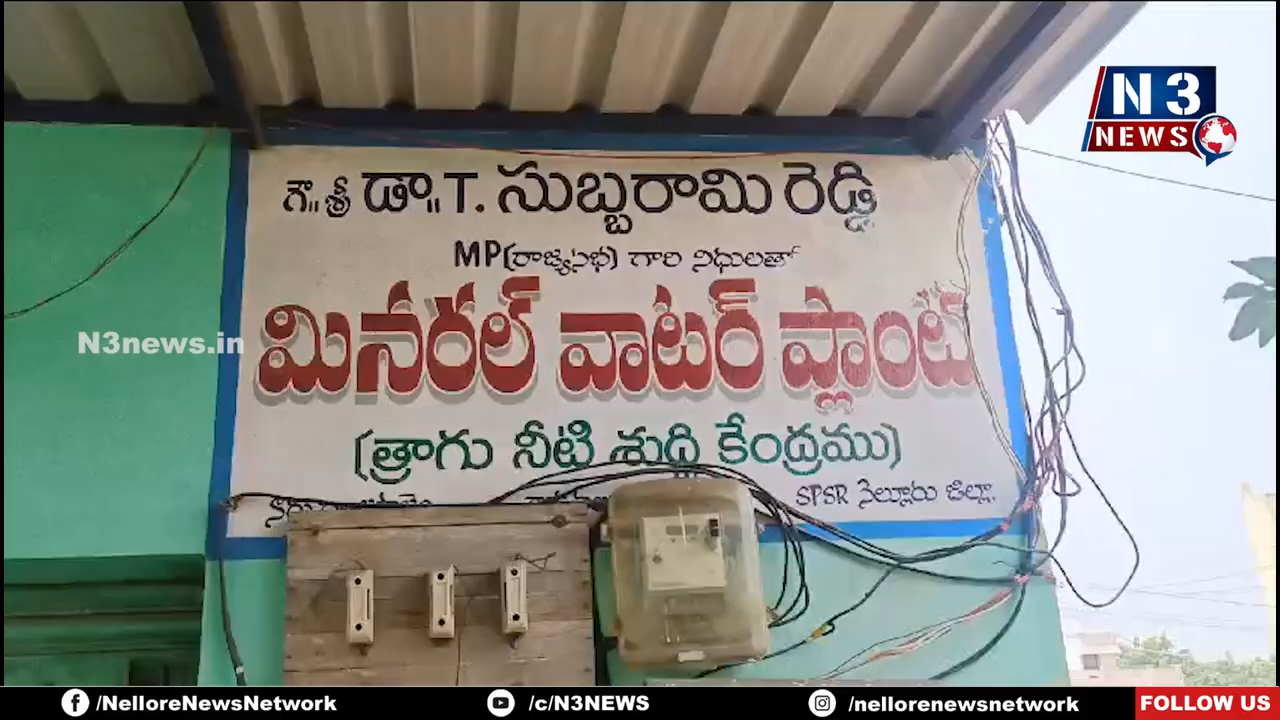 N3
NEWS
గౌ॥ శ్రీ డా॥ T. సుబ్బరామి రెడ్డి
MP(రాజ్యసభ) గారి నిధులతో
మినరల్ వాటర్ ప్లాంట్
N3news.in
(త్రాగు నీటి శుద్ధి కేంద్రము)
SPSR నెల్లూరు జిల్లా.
/NelloreNewsNetwork
/c/N3NEWS
/nellorenewsnetwork
FOLLOW US